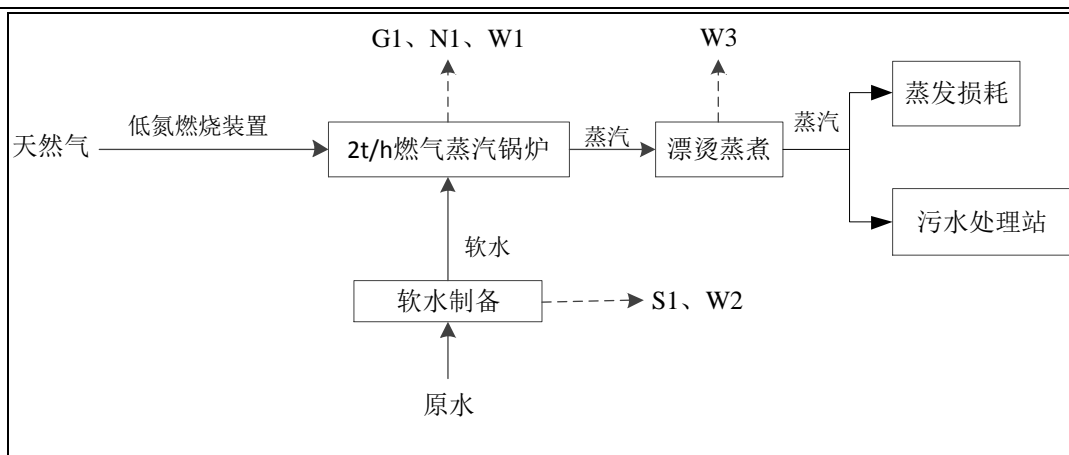 G1、N1、W1
W3
天然气
低氮燃烧装置
2t/h燃气蒸汽锅炉
蒸汽
漂烫蒸煮
蒸汽
蒸发损耗
污水处理站
软水
软水制备
S1、W2
原水